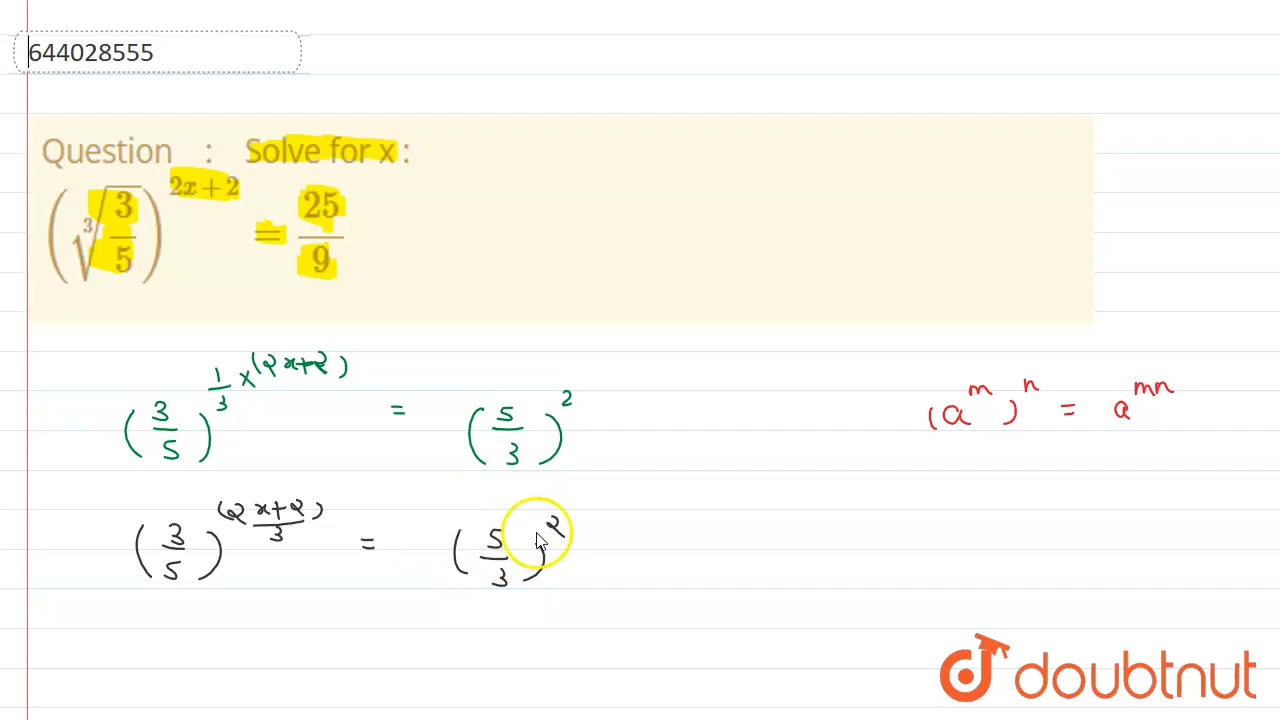 644028555
Question : Solve for x :
(∛(3/5))^(2x+2) = 25/9
(3/5)^(1/3 × (2x+2)) = (5/3)^2
(a^m)^n = a^(mn)
(3/5)^((2x+2)/3) = (5/3)^2
doubtnut